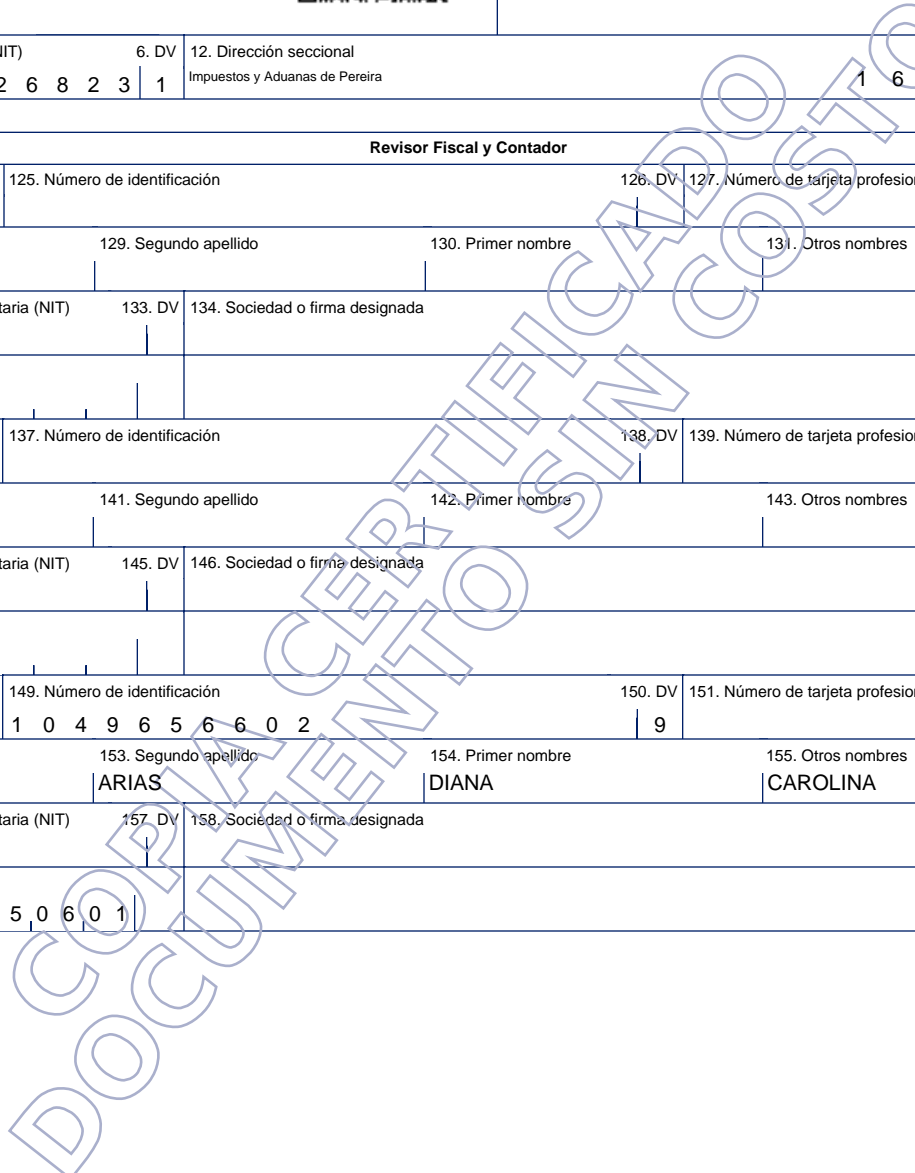 NIT) 6. DV 12. Dirección seccional
2 6 8 2 3 1 Impuestos y Aduanas de Pereira 1 6
Revisor Fiscal y Contador
125. Número de identificación 126. DV 127. Número de tarjeta profesion
129. Segundo apellido 130. Primer nombre 131. Otros nombres
taria (NIT) 133. DV 134. Sociedad o firma designada
137. Número de identificación 138. DV 139. Número de tarjeta profesion
141. Segundo apellido 142. Primer nombre 143. Otros nombres
taria (NIT) 145. DV 146. Sociedad o firma designada
149. Número de identificación 150. DV 151. Número de tarjeta profesion
1 0 4 9 6 5 6 6 0 2 9
153. Segundo apellido 154. Primer nombre 155. Otros nombres
ARIAS DIANA CAROLINA
taria (NIT) 157. DV 158. Sociedad o firma designada
5 0 6 0 1
COPIA CERTIFICADO
DOCUMENTO SIN COSTO